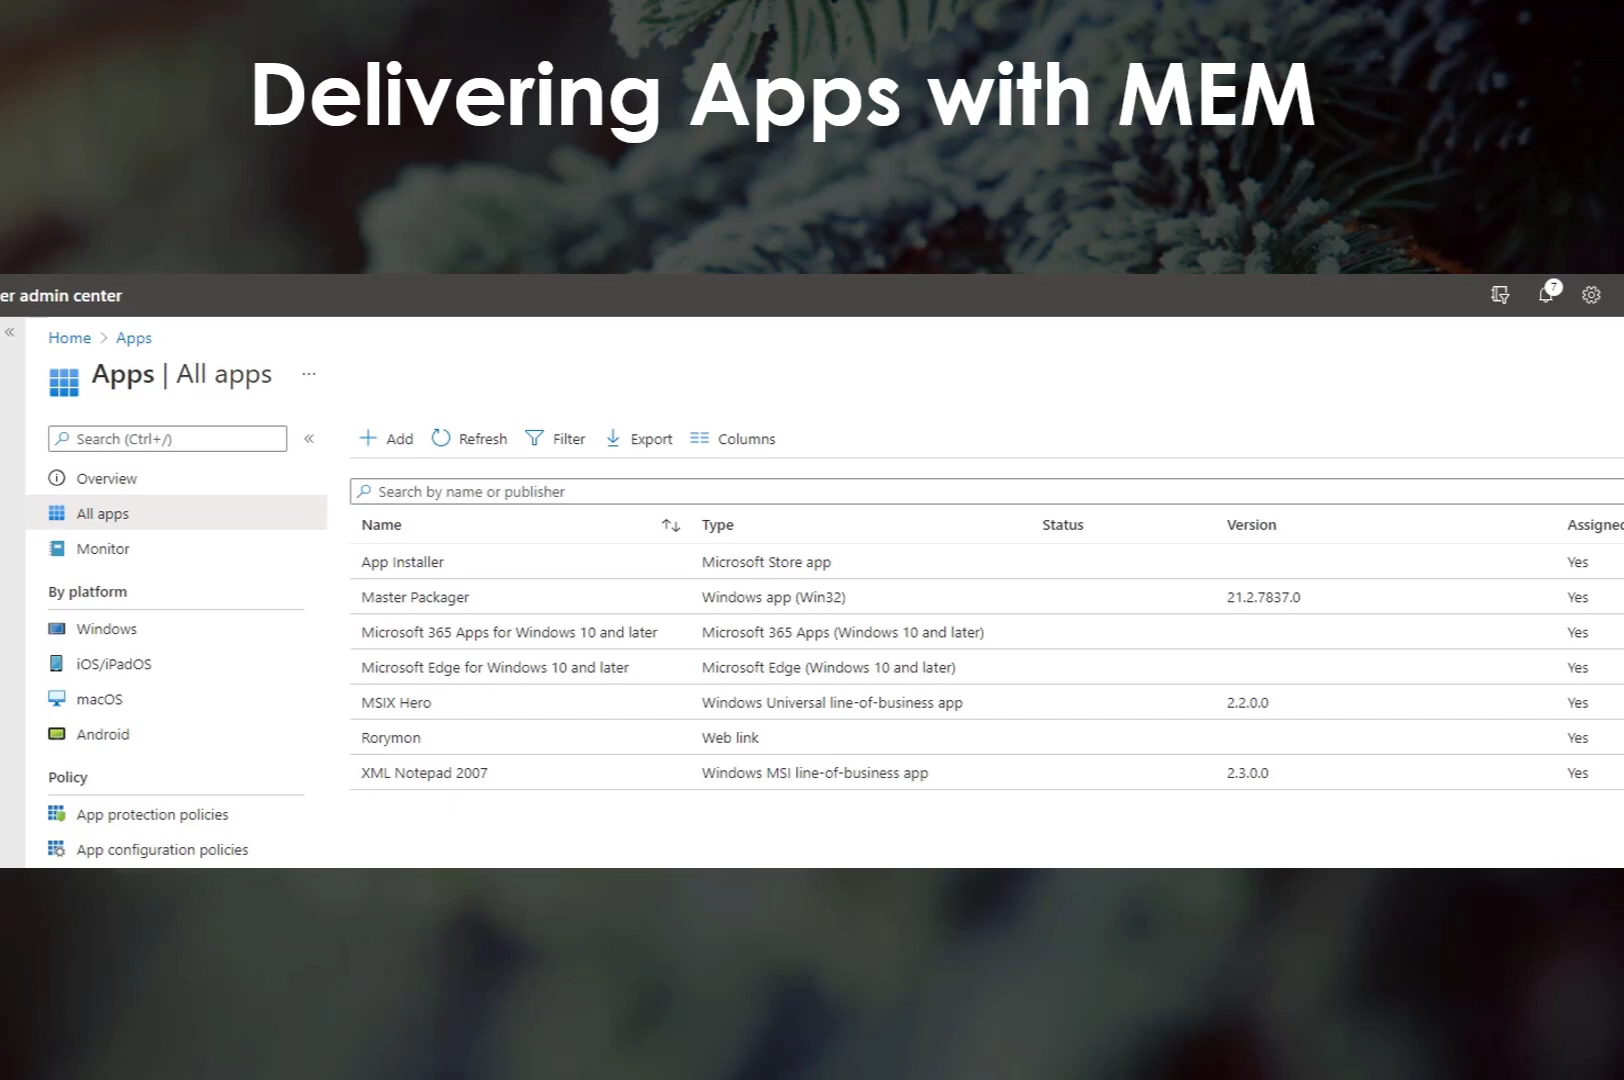 Delivering Apps with MEM
er admin center
7
Home > Apps
Apps | All apps ...
Search (Ctrl+/)
Add Refresh Filter Export Columns
Overview
All apps
Monitor
By platform
Windows
iOS/iPadOS
macOS
Android
Policy
App protection policies
App configuration policies
Search by name or publisher
Name Type Status Version Assigned
App Installer Microsoft Store app Yes
Master Packager Windows app (Win32) 21.2.7837.0 Yes
Microsoft 365 Apps for Windows 10 and later Microsoft 365 Apps (Windows 10 and later) Yes
Microsoft Edge for Windows 10 and later Microsoft Edge (Windows 10 and later) Yes
MSIX Hero Windows Universal line-of-business app 2.2.0.0 Yes
Rorymon Web link Yes
XML Notepad 2007 Windows MSI line-of-business app 2.3.0.0 Yes